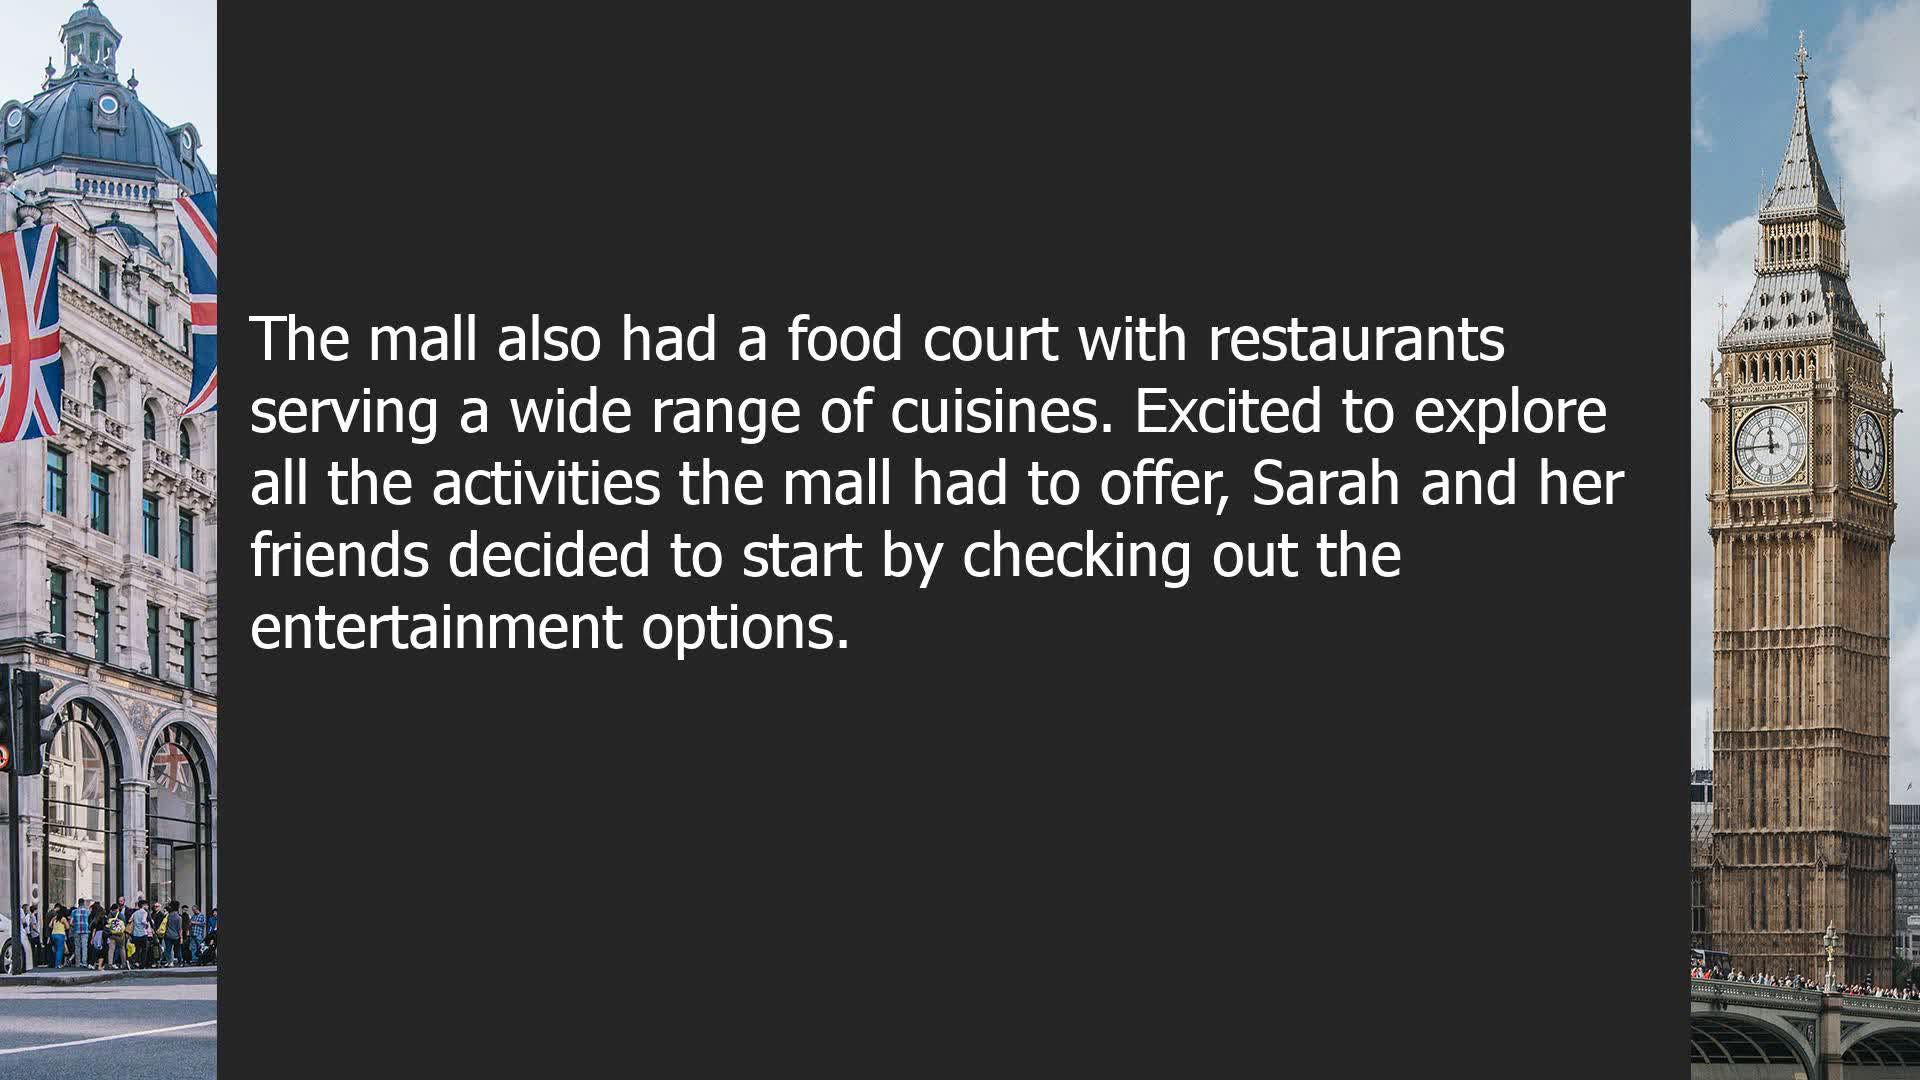 The mall also had a food court with restaurants
serving a wide range of cuisines. Excited to explore
all the activities the mall had to offer, Sarah and her
friends decided to start by checking out the
entertainment options.